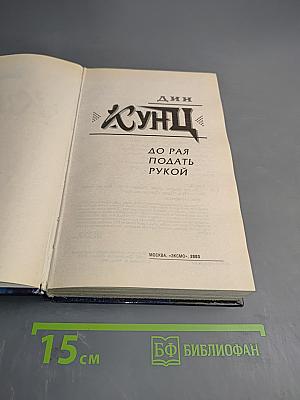 ДИН
КУНЦ
ДО РАЯ
ПОДАТЬ
РУКОЙ
МОСКВА, «ЭКСМО», 2003
15 см
БФ БИБЛИОФАН